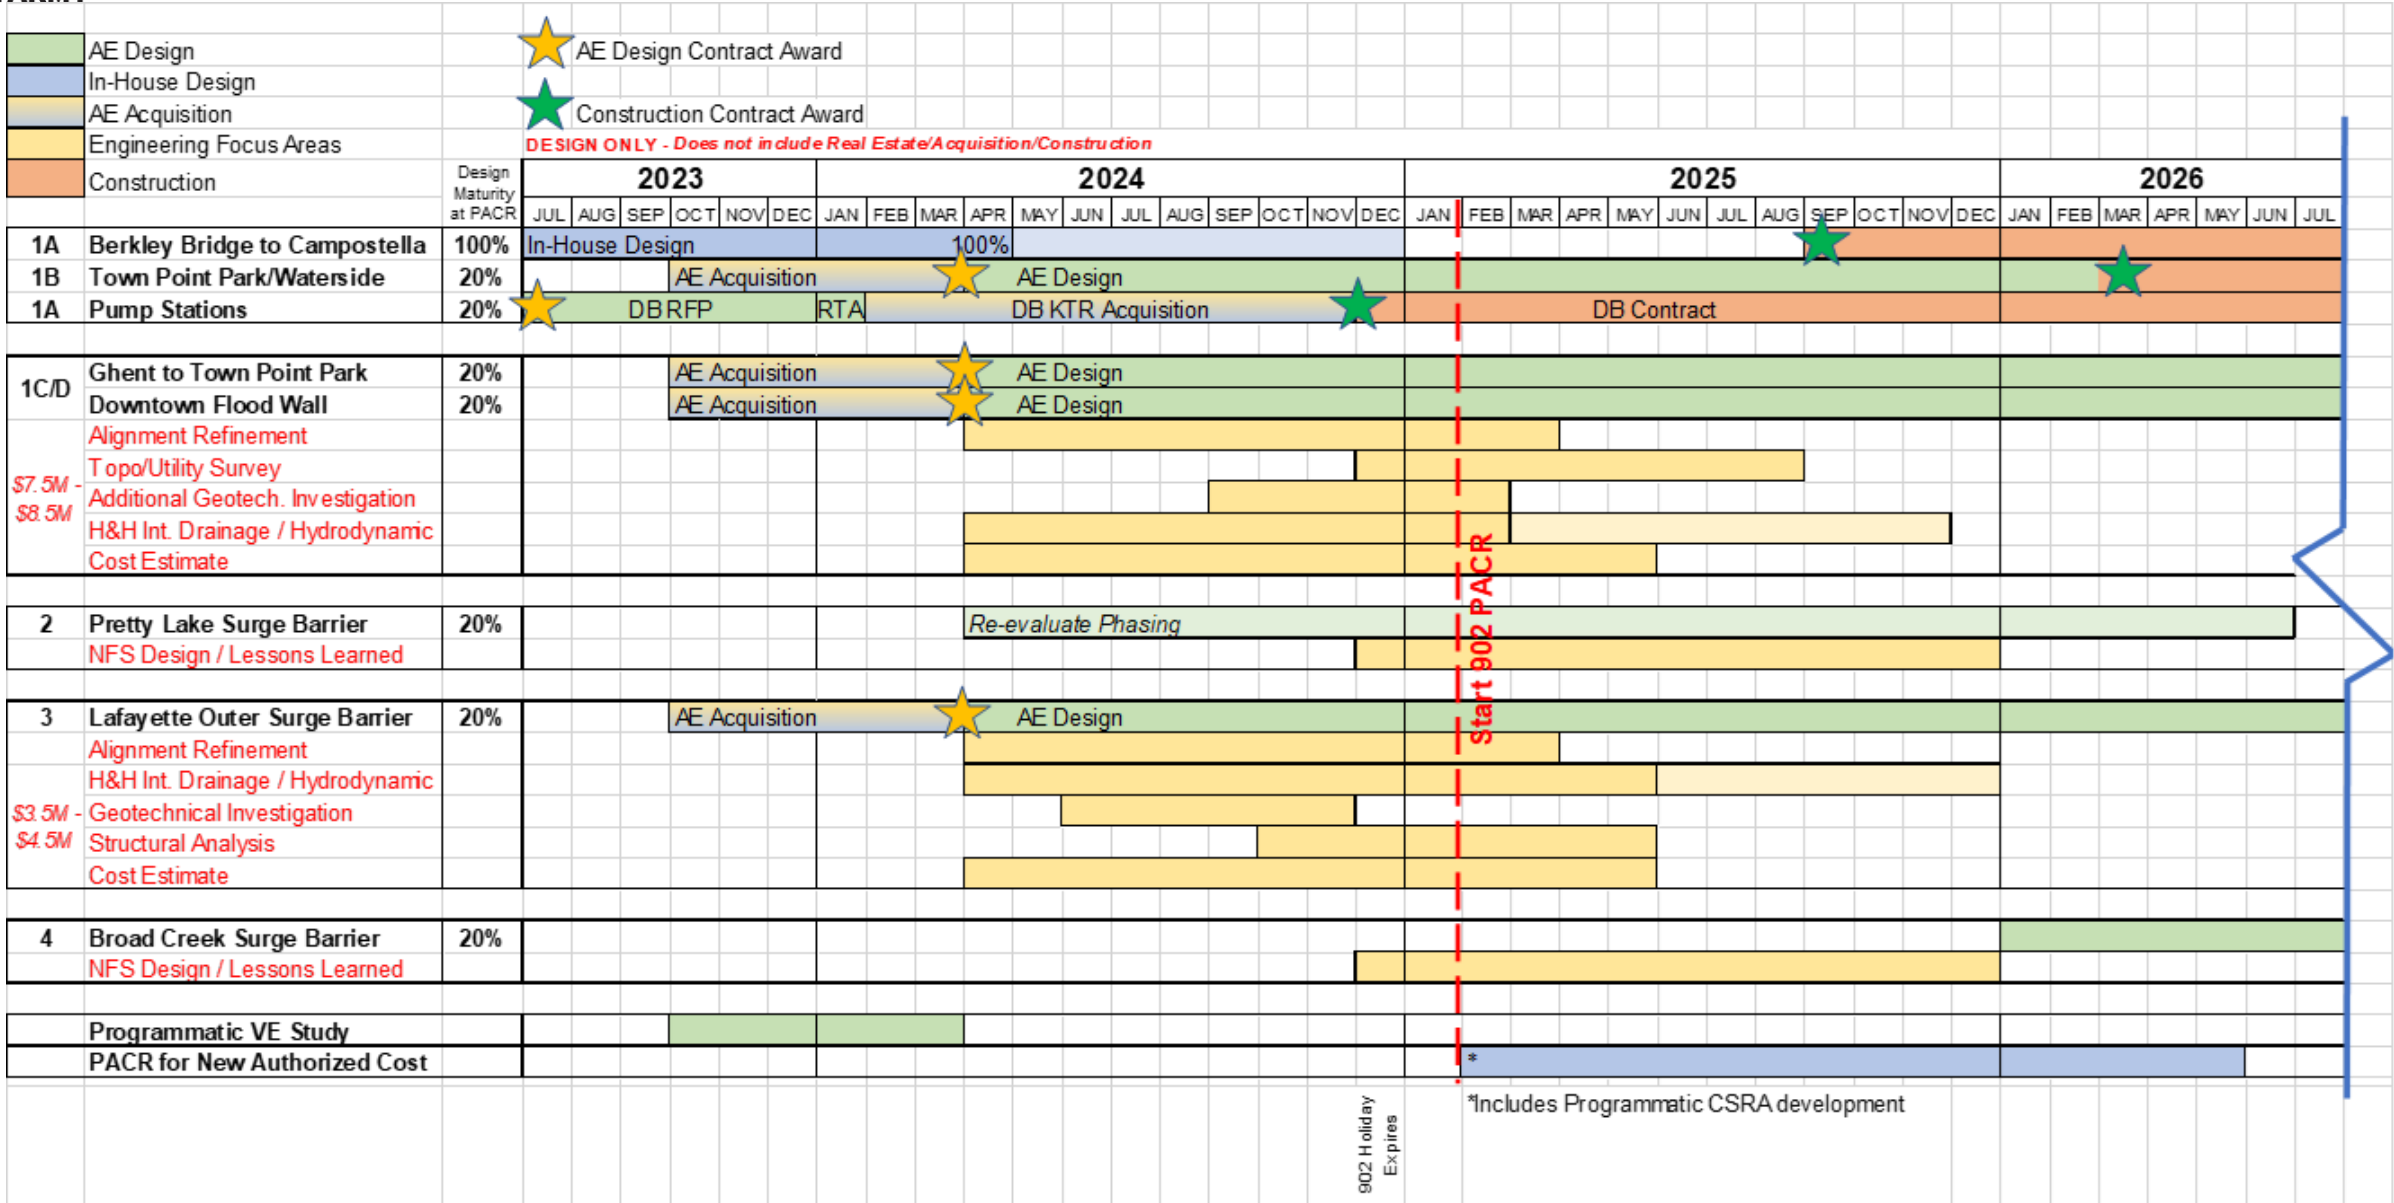 AE Design
AE Design Contract Award
In-House Design
AE Acquisition
Construction Contract Award
Engineering Focus Areas
DESIGN ONLY - Does not include Real Estate/Acquisition/Construction
Construction
Design Maturity at PACR
2023 2024 2025 2026
JUL AUG SEP OCT NOV DEC JAN FEB MAR APR MAY JUN JUL AUG SEP OCT NOV DEC JAN FEB MAR APR MAY JUN JUL AUG SEP OCT NOV DEC JAN FEB MAR APR MAY JUN JUL
1A Berkley Bridge to Campostella 100% In-House Design 100%
1B Town Point Park/Waterside 20% AE Acquisition AE Design
1A Pump Stations 20% DB RFP RTA DB KTR Acquisition DB Contract
1C/D
Ghent to Town Point Park 20% AE Acquisition AE Design
Downtown Flood Wall 20% AE Acquisition AE Design
Alignment Refinement
Topo/Utility Survey
$7.5M - $8.5M
Additional Geotech. Investigation
H&H Int. Drainage / Hydrodynamic
Cost Estimate
Start 902 PACR
2 Pretty Lake Surge Barrier 20% Re-evaluate Phasing
NFS Design / Lessons Learned
3 Lafayette Outer Surge Barrier 20% AE Acquisition AE Design
Alignment Refinement
H&H Int. Drainage / Hydrodynamic
$3.5M - $4.5M
Geotechnical Investigation
Structural Analysis
Cost Estimate
4 Broad Creek Surge Barrier 20%
NFS Design / Lessons Learned
Programmatic VE Study
PACR for New Authorized Cost *
*Includes Programmatic CSRA development
902 Holiday
Expires